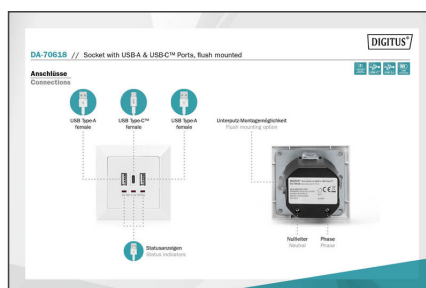 DIGITUS®
DA-70618 // Socket with USB-A & USB-C™ Ports, flush mounted
Anschlüsse
Connections
USB Type-A
female
USB Type-C™
female
USB Type-A
female
Unterputz-Montagemöglichkeit
Flush mounting option
Statusanzeigen
Status indicators
Nullleiter
Neutral
Phase
Phase